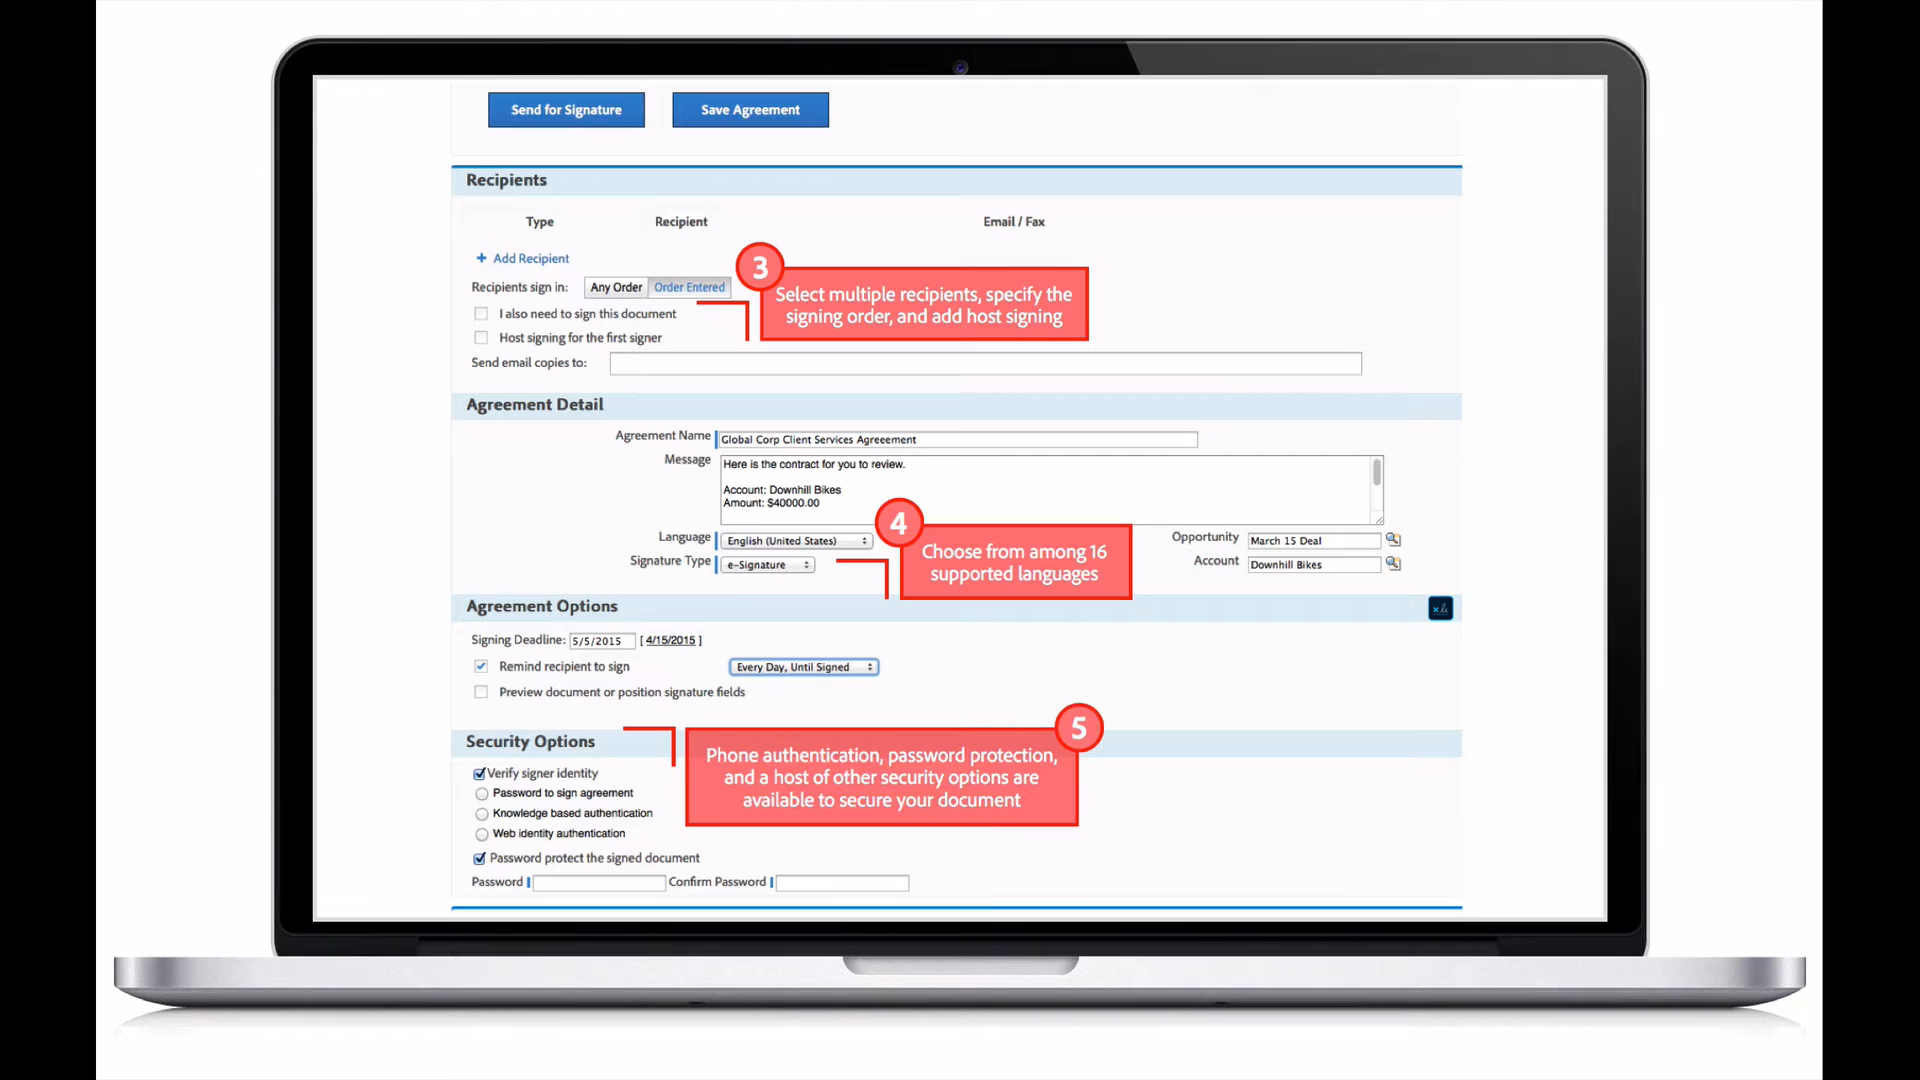 Send for Signature
Save Agreement
Recipients
Type Recipient Email / Fax
+ Add Recipient
Recipients sign in: Any Order Order Entered
I also need to sign this document
Host signing for the first signer
Send email copies to:
3
Select multiple recipients, specify the
signing order, and add host signing
Agreement Detail
Agreement Name Global Corp Client Services Agreeement
Message Here is the contract for you to review.
Account: Downhill Bikes
Amount: $40000.00
Language English (United States)
Signature Type e-Signature
4
Choose from among 16
supported languages
Opportunity March 15 Deal
Account Downhill Bikes
Agreement Options
Signing Deadline: 5/5/2015 [ 4/15/2015 ]
Remind recipient to sign Every Day, Until Signed
Preview document or position signature fields
Security Options
5
Phone authentication, password protection,
and a host of other security options are
available to secure your document
Verify signer identity
Password to sign agreement
Knowledge based authentication
Web identity authentication
Password protect the signed document
Password Confirm Password